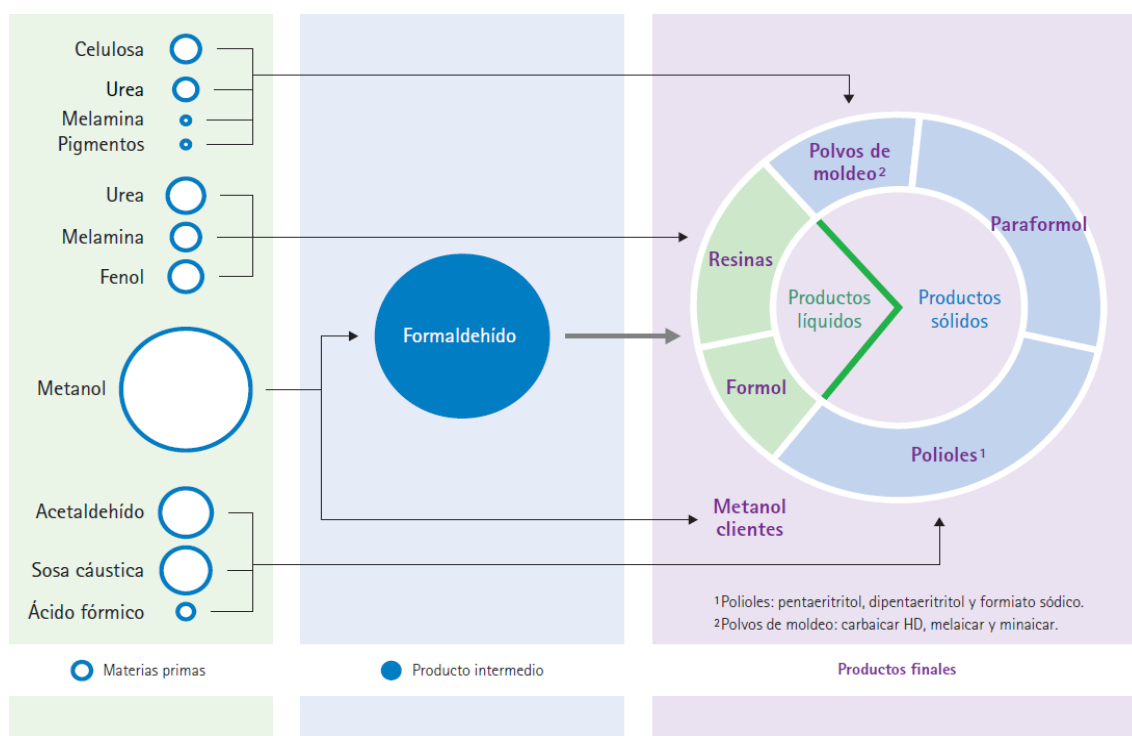 Celulosa
Urea
Melamina
Pigmentos
Urea
Melamina
Fenol
Metanol
Acetaldehído
Sosa cáustica
Ácido fórmico
Formaldehído
Polvos de
moldeo²
Paraformol
Resinas
Productos
líquidos
Productos
sólidos
Formol
Polioles¹
Metanol
clientes
¹Polioles: pentaeritritol, dipentaeritritol y formiato sódico.
²Polvos de moldeo: carbaicar HD, melaicar y minaicar.
Materias primas
Producto intermedio
Productos finales